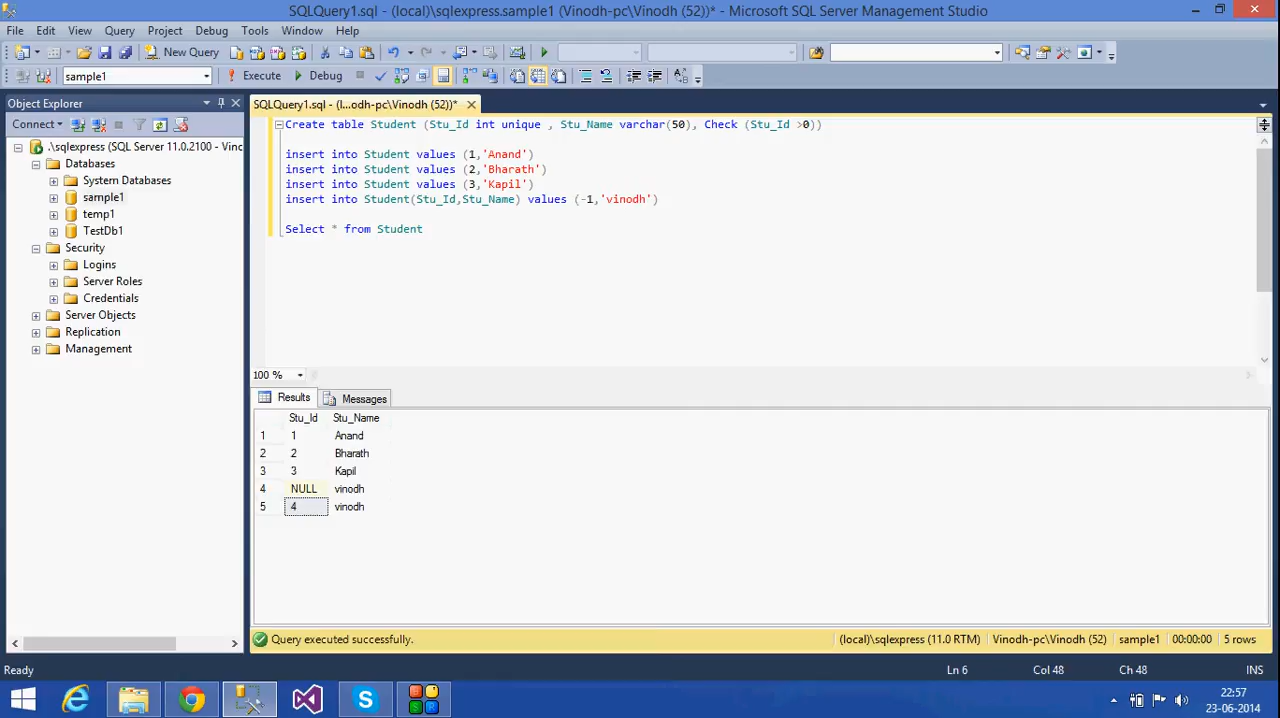 SQLQuery1.sql - (local)\sqlexpress.sample1 (Vinodh-pc\Vinodh (52))* - Microsoft SQL Server Management Studio
File Edit View Query Project Debug Tools Window Help
New Query
sample1 Execute Debug
Object Explorer
SQLQuery1.sql - (l...odh-pc\Vinodh (52))*
Connect
Create table Student (Stu_Id int unique , Stu_Name varchar(50), Check (Stu_Id >0))
.\sqlexpress (SQL Server 11.0.2100 - Vinc
insert into Student values (1,'Anand')
Databases
insert into Student values (2,'Bharath')
System Databases
insert into Student values (3,'Kapil')
sample1
insert into Student(Stu_Id,Stu_Name) values (-1,'vinodh')
temp1
TestDb1
Select * from Student
Security
Logins
Server Roles
Credentials
Server Objects
Replication
Management
100 %
Results Messages
Stu_Id Stu_Name
1 1 Anand
2 2 Bharath
3 3 Kapil
4 NULL vinodh
5 4 vinodh
Query executed successfully. (local)\sqlexpress (11.0 RTM) Vinodh-pc\Vinodh (52) sample1 00:00:00 5 rows
Ready Ln 6 Col 48 Ch 48 INS
22:57
23-06-2014